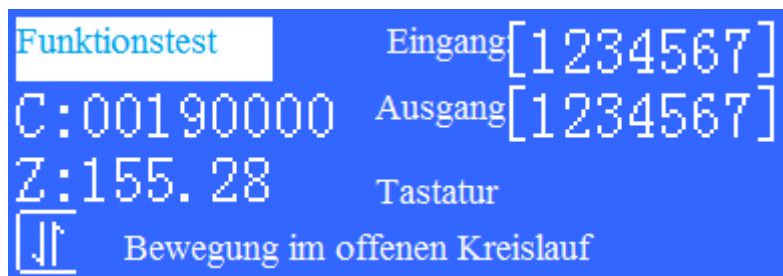 Funktionstest Eingang[1234567]
C:00190000 Ausgang[1234567]
Z:155.28 Tastatur
Bewegung im offenen Kreislauf